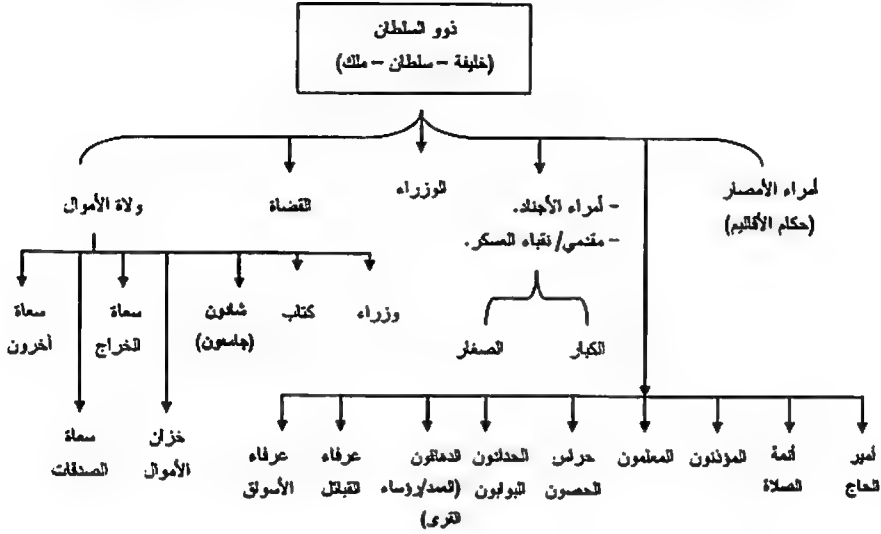 ذوو السلطان
(خليفة – سلطان – ملك)
أمراء الأمصار
(حكام الأقاليم)
– أمراء الأجناد.
– مقدمي/ نقباء العسكر.
الوزراء
القضاة
ولاة الأموال
الكبار
الصغار
وزراء
كتاب
شادون
(جامعون)
سعاة
الخراج
سعاة
أخرون
خزان
الأموال
سعاة
الصدقات
أمير
الحاج
أئمة
الصلاة
المؤذنون
المعلمون
حراس
الحصون
الحدادون
البوابون
الدهاقون
(العمد/رؤساء
القرى)
عرفاء
القبائل
عرفاء
الأسواق